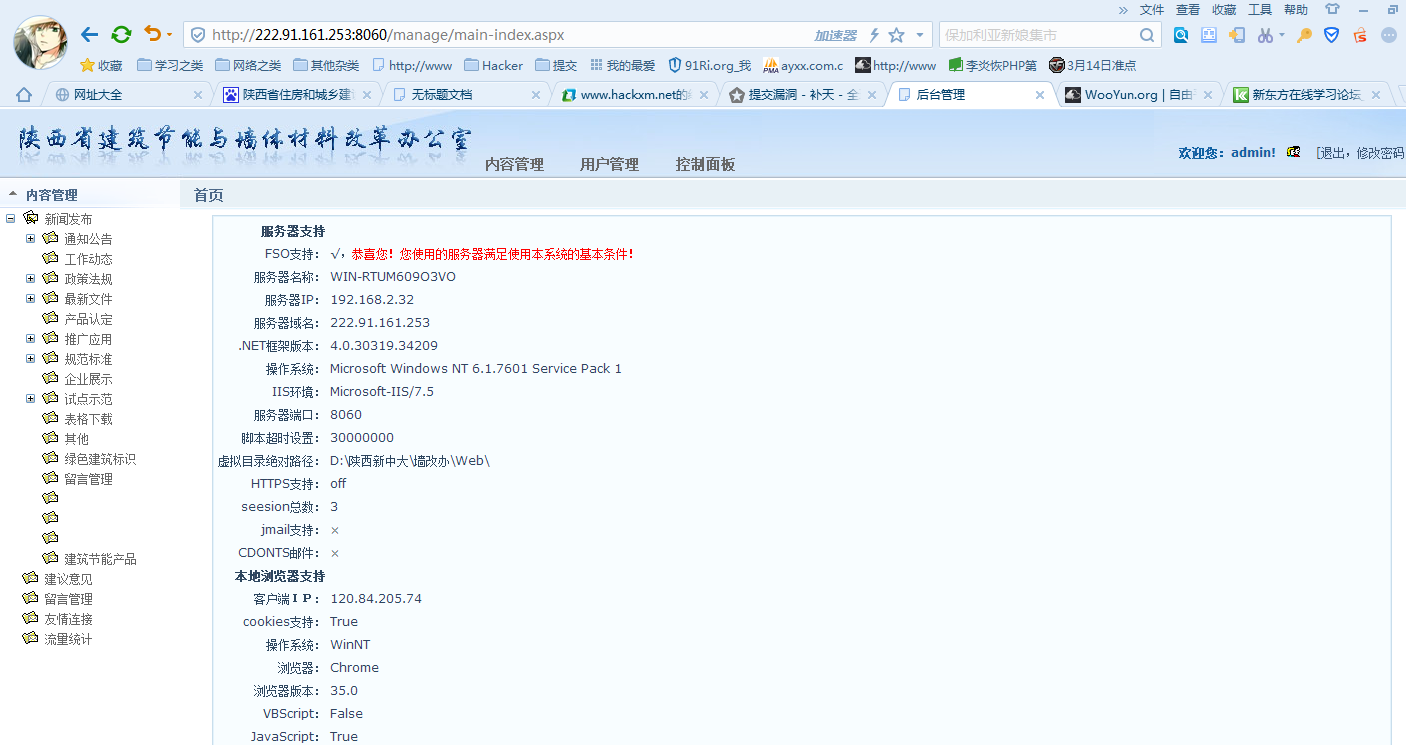 » 文件 查看 收藏 工具 帮助
http://222.91.161.253:8060/manage/main-index.aspx 加速器 保加利亚新娘集市
收藏 学习之类 网络之类 其他杂类 http://www Hacker 提交 我的最爱 91Ri.org_我 ayxx.com.c http://www 李炎恢PHP第 3月14日准点
网址大全 陕西省住房和城乡建设 无标题文档 www.hackxm.net的 提交漏洞 - 补天 - 全 后台管理 WooYun.org | 自由 新东方在线学习论坛_
陕西省建筑节能与墙体材料改革办公室
内容管理 用户管理 控制面板
欢迎您：admin! [退出，修改密码
内容管理
首页
新闻发布
通知公告
工作动态
政策法规
最新文件
产品认定
推广应用
规范标准
企业展示
试点示范
表格下载
其他
绿色建筑标识
留言管理
建筑节能产品
建议意见
留言管理
友情连接
流量统计
服务器支持
FSO支持： √，恭喜您！您使用的服务器满足使用本系统的基本条件！
服务器名称： WIN-RTUM609O3VO
服务器IP： 192.168.2.32
服务器域名： 222.91.161.253
.NET框架版本： 4.0.30319.34209
操作系统： Microsoft Windows NT 6.1.7601 Service Pack 1
IIS环境： Microsoft-IIS/7.5
服务器端口： 8060
脚本超时设置： 30000000
虚拟目录绝对路径： D:\陕西新中大\墙改办\Web\
HTTPS支持： off
seesion总数： 3
jmail支持： ×
CDONTS邮件： ×
本地浏览器支持
客户端ＩＰ： 120.84.205.74
cookies支持： True
操作系统： WinNT
浏览器： Chrome
浏览器版本： 35.0
VBScript： False
JavaScript： True